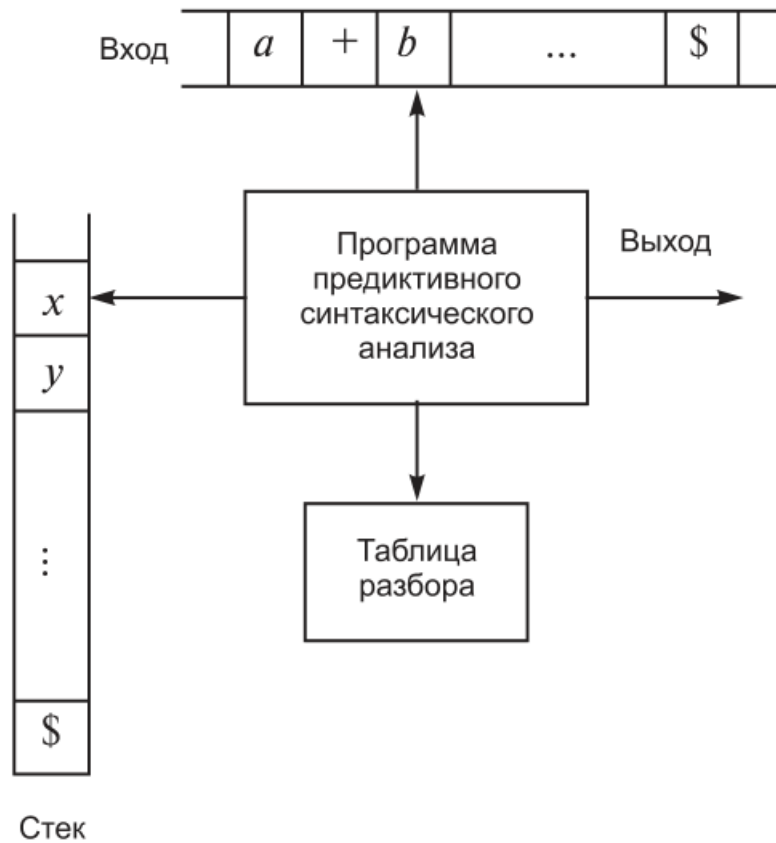 Вход a + b ... $
Программа
предиктивного
синтаксического
анализа
Выход
x
y
...
$
Стек
Таблица
разбора